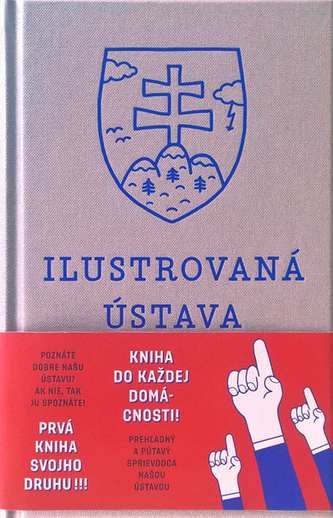 ILUSTROVANÁ
ÚSTAVA
POZNÁTE
DOBRE NAŠU
ÚSTAVU?
AK NIE, TAK
JU SPOZNÁTE!
PRVÁ
KNIHA
SVOJHO
DRUHU!!!
KNIHA
DO KAŽDEJ
DOMÁ-
CNOSTI!
PREHĽADNÝ
A PÚTAVÝ
SPRIEVODCA
NAŠOU
ÚSTAVOU